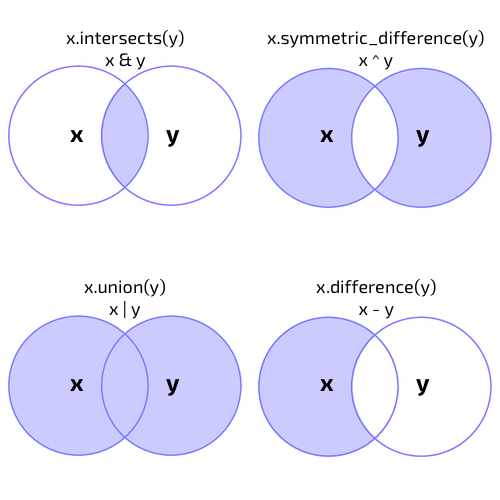 x.intersects(y)
x & y
x y
x.symmetric_difference(y)
x ^ y
x y
x.union(y)
x | y
x y
x.difference(y)
x - y
x y